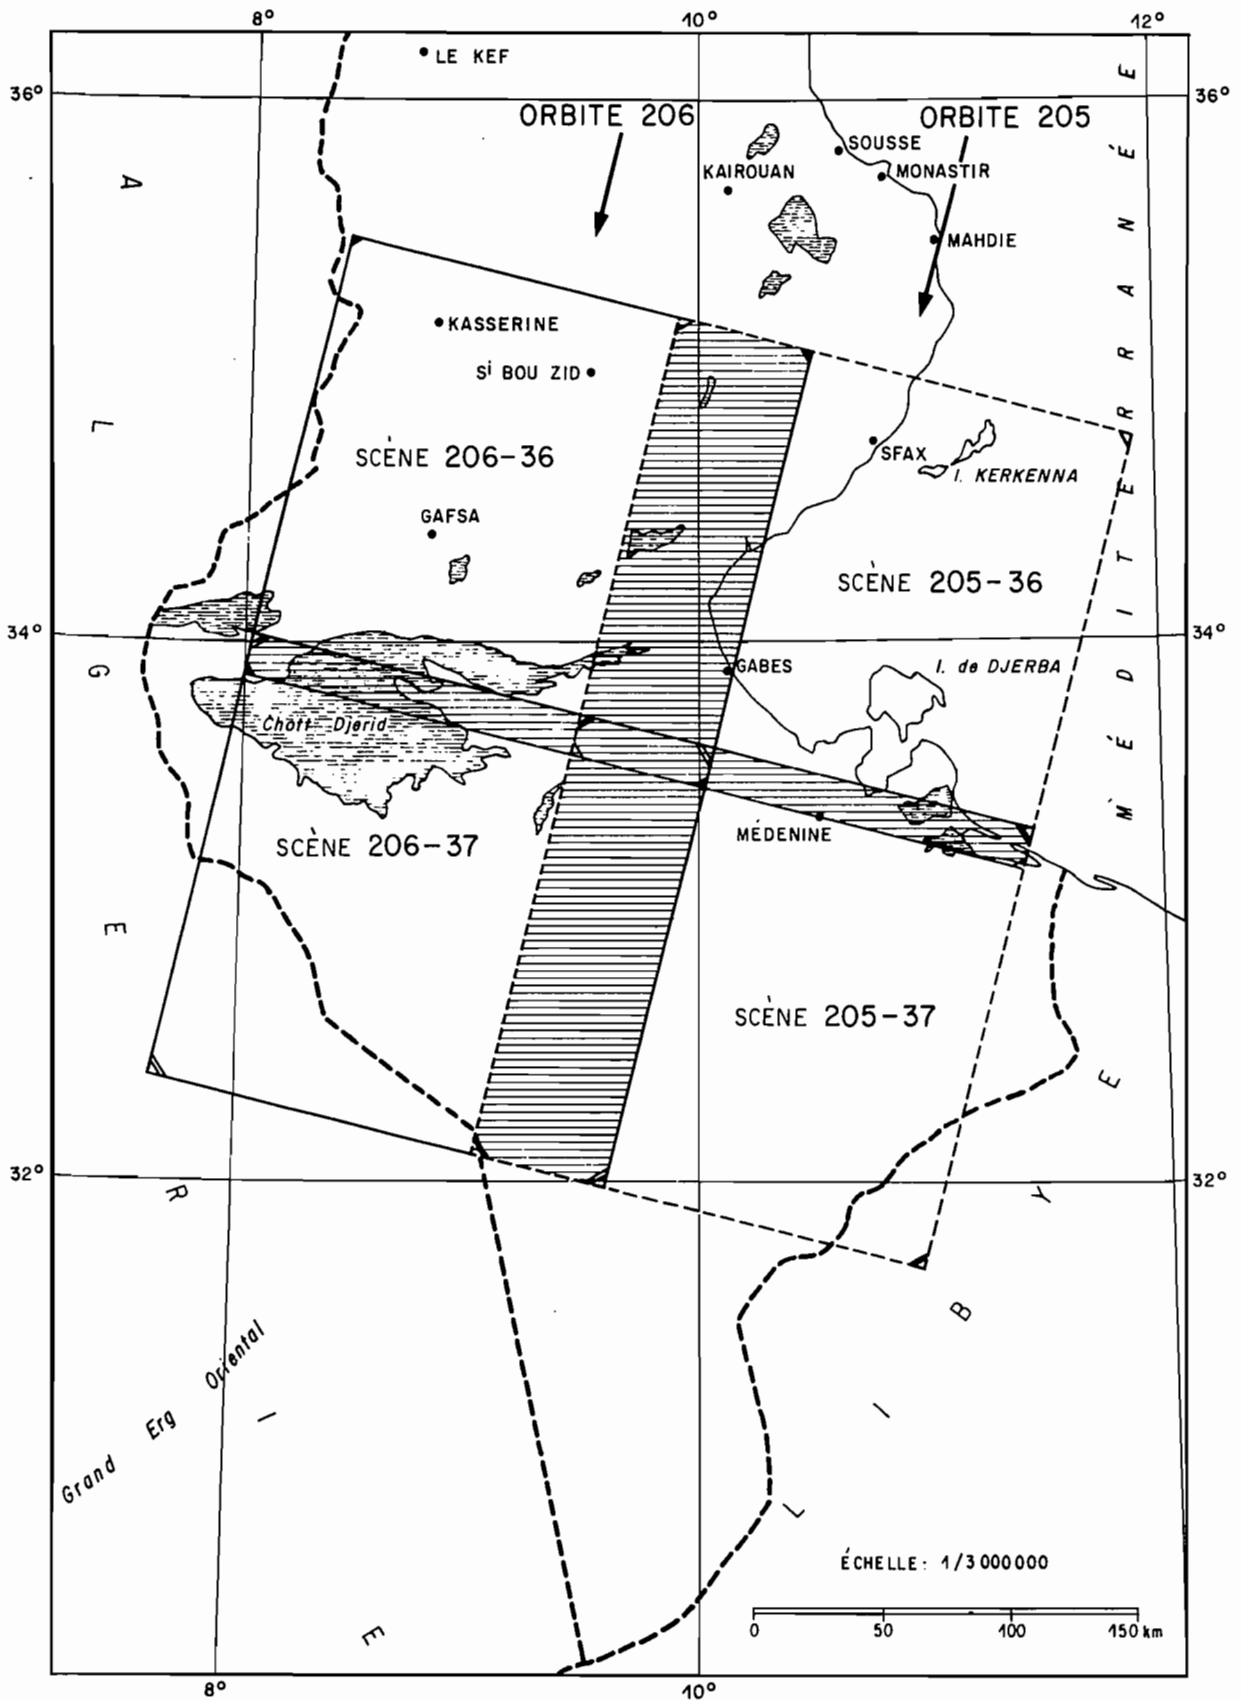 8° 10° 12°
LE KEF
36° 36°
ORBITE 206 ORBITE 205
SOUSSE
KAIROUAN MONASTIR
MAHDIE
KASSERINE
Si BOU ZID
SCÈNE 206-36
SFAX
I. KERKENNA
GAFSA
SCÈNE 205-36
34° 34°
GABES I. de DJERBA
Chott Djerid
MÉDENINE
SCÈNE 206-37
SCÈNE 205-37
32° 32°
ALGERIE
MÉDITERRANÉE
LIBYE
Grand Erg Oriental
ÉCHELLE: 1/3000000
0 50 100 150 km
8° 10°